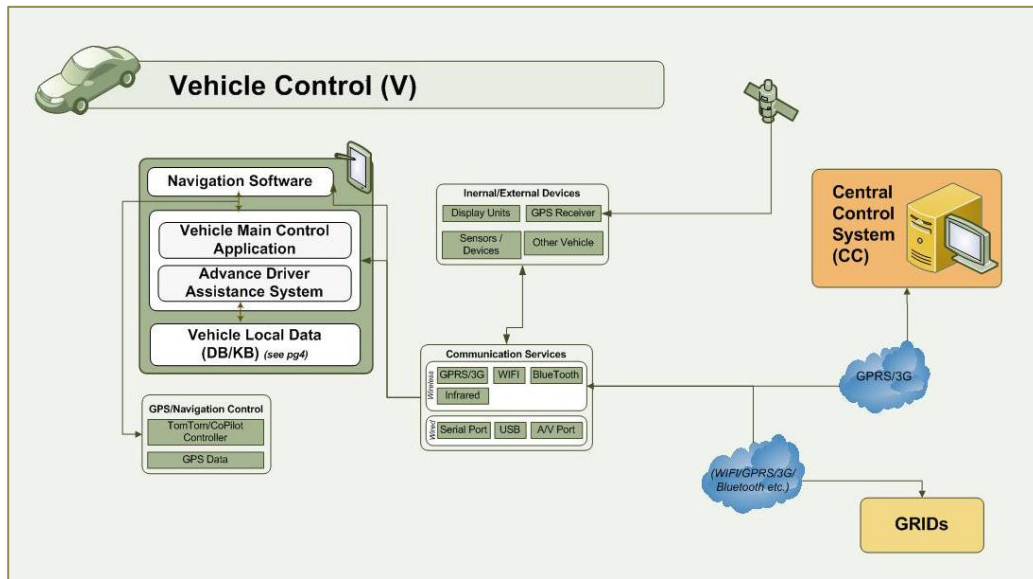 Vehicle Control (V)
Navigation Software
Vehicle Main Control
Application
Advance Driver
Assistance System
Vehicle Local Data
(DB/KB) (see pg4)
GPS/Navigation Control
TomTom/CoPilot
Controller
GPS Data
Inernal/External Devices
Display Units
GPS Receiver
Sensors /
Devices
Other Vehicle
Communication Services
Wireless
GPRS/3G
WIFI
BlueTooth
Infrared
Wired
Serial Port
USB
A/V Port
Central
Control
System
(CC)
GPRS/3G
(WIFI/GPRS/3G/
Bluetooth etc.)
GRIDs